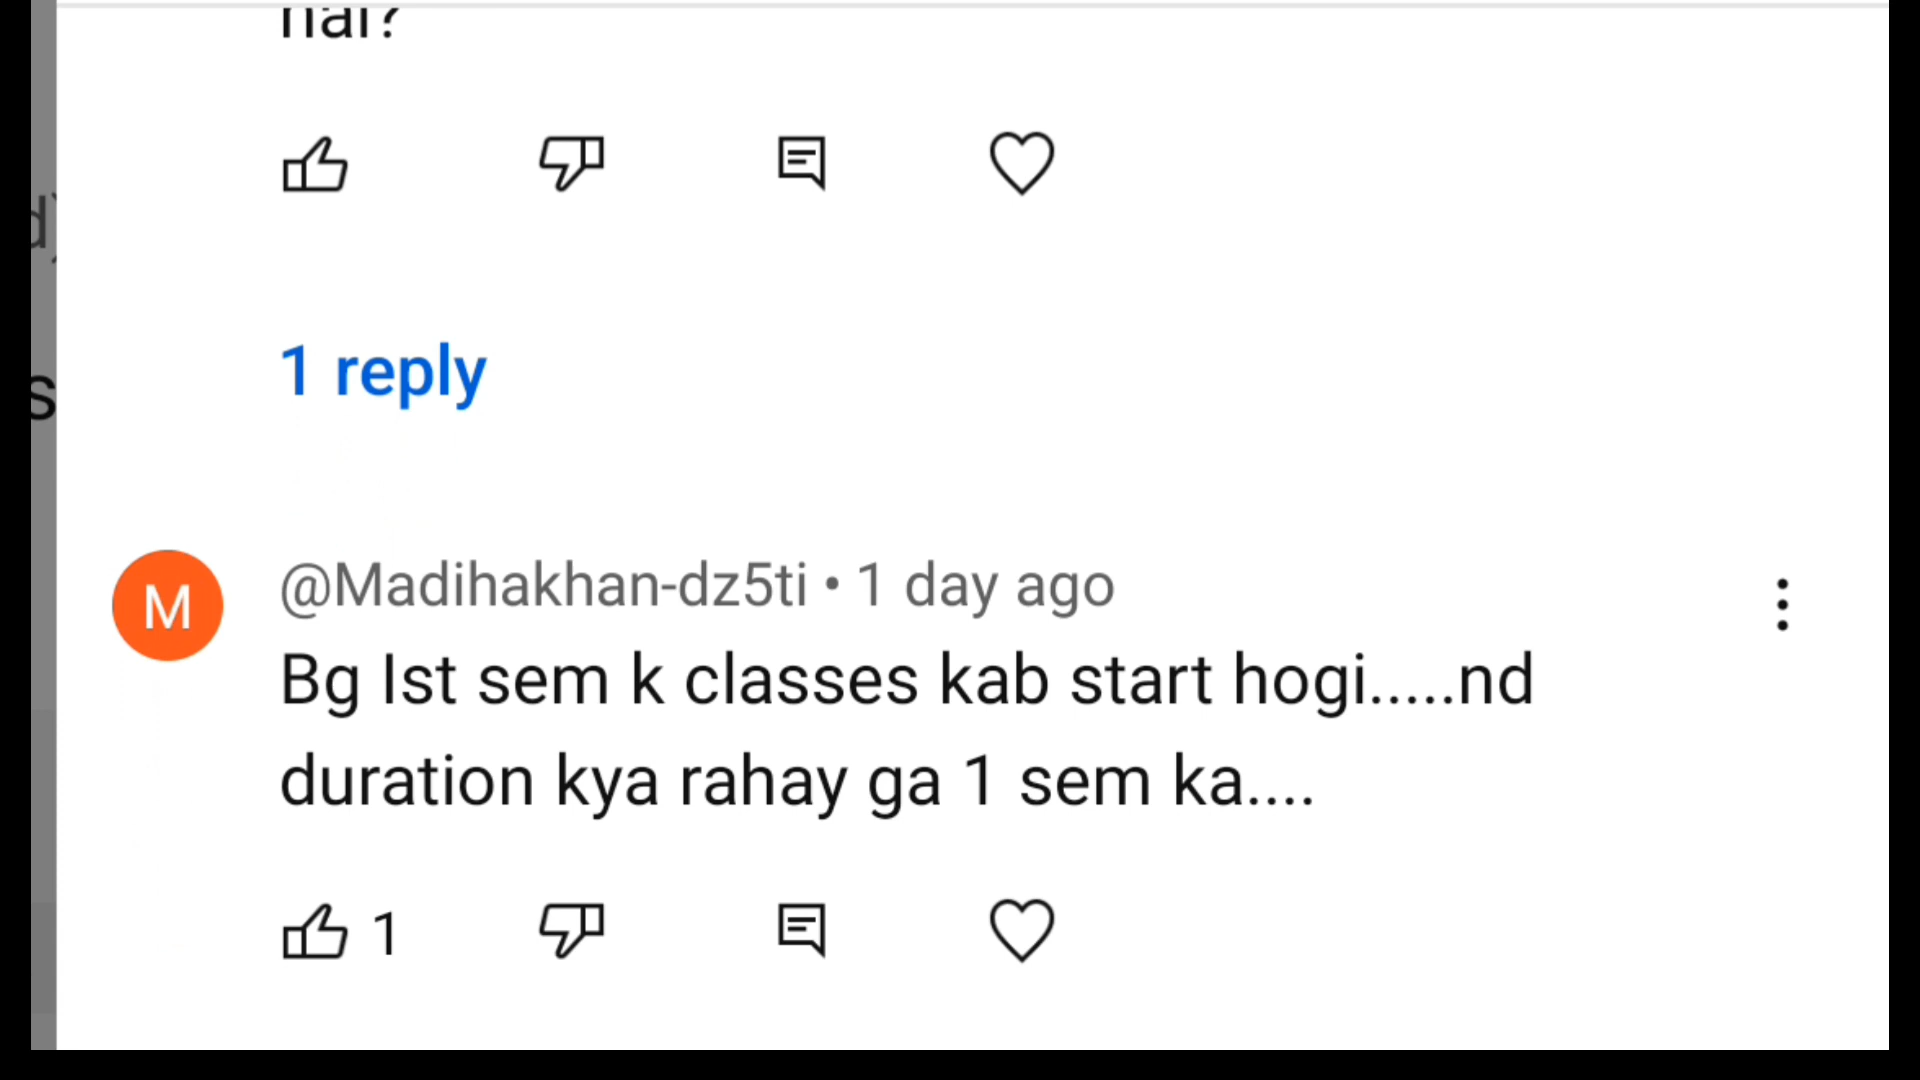 hai?
1 reply
M
@Madihakhan-dz5ti • 1 day ago
Bg Ist sem k classes kab start hogi.....nd
duration kya rahay ga 1 sem ka....
1